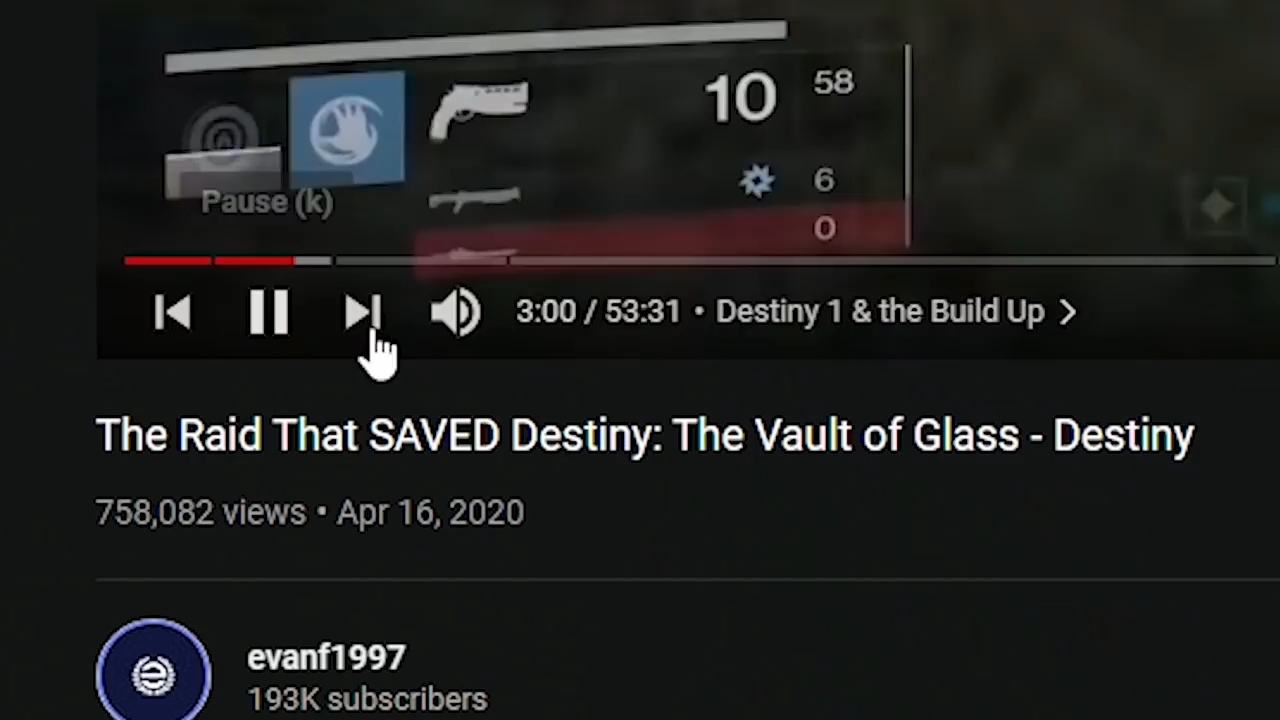 10 58
6
0
Pause (k)
3:00 / 53:31 • Destiny 1 & the Build Up >
The Raid That SAVED Destiny: The Vault of Glass - Destiny
758,082 views • Apr 16, 2020
evanf1997
193K subscribers